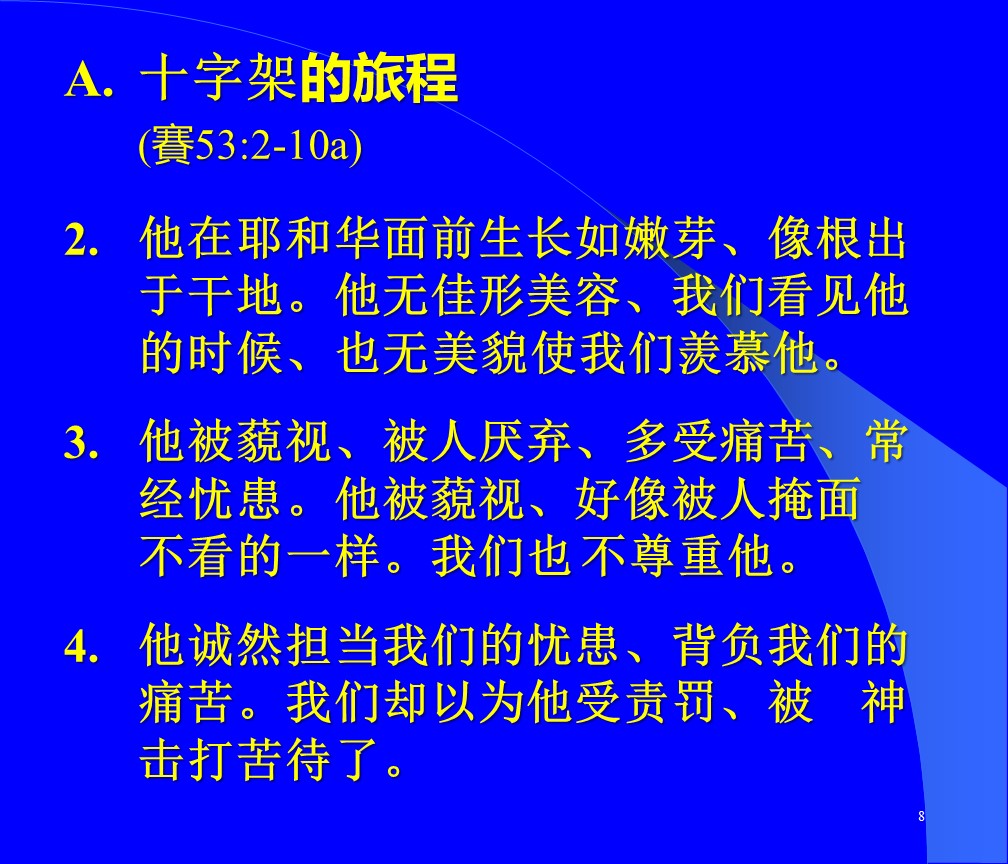 A. 十字架的旅程
(賽53:2-10a)
2. 他在耶和华面前生长如嫩芽、像根出
于干地。他无佳形美容、我们看见他
的时候、也无美貌使我们羡慕他。
3. 他被藐视、被人厌弃、多受痛苦、常
经忧患。他被藐视、好像被人掩面
不看的一样。我们也 不尊重他。
4. 他诚然担当我们的忧患、背负我们的
痛苦。我们却以为他受责罚、被　神
击打苦待了。
8